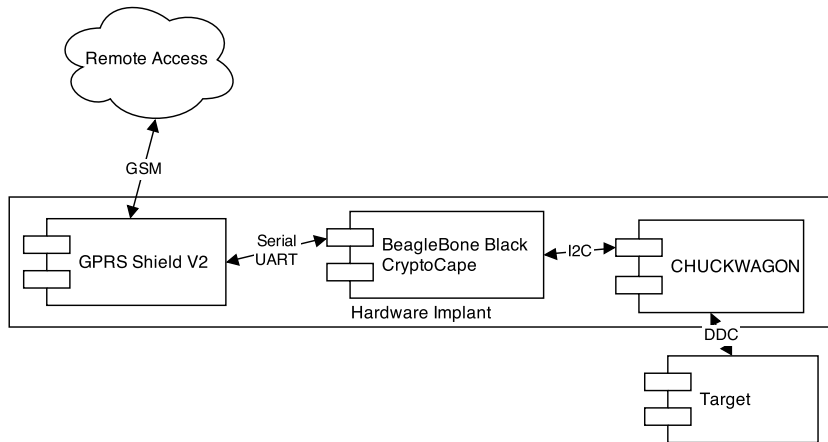 Remote Access
GSM
GPRS Shield V2
Serial
UART
BeagleBone Black
CryptoCape
I2C
CHUCKWAGON
Hardware Implant
DDC
Target